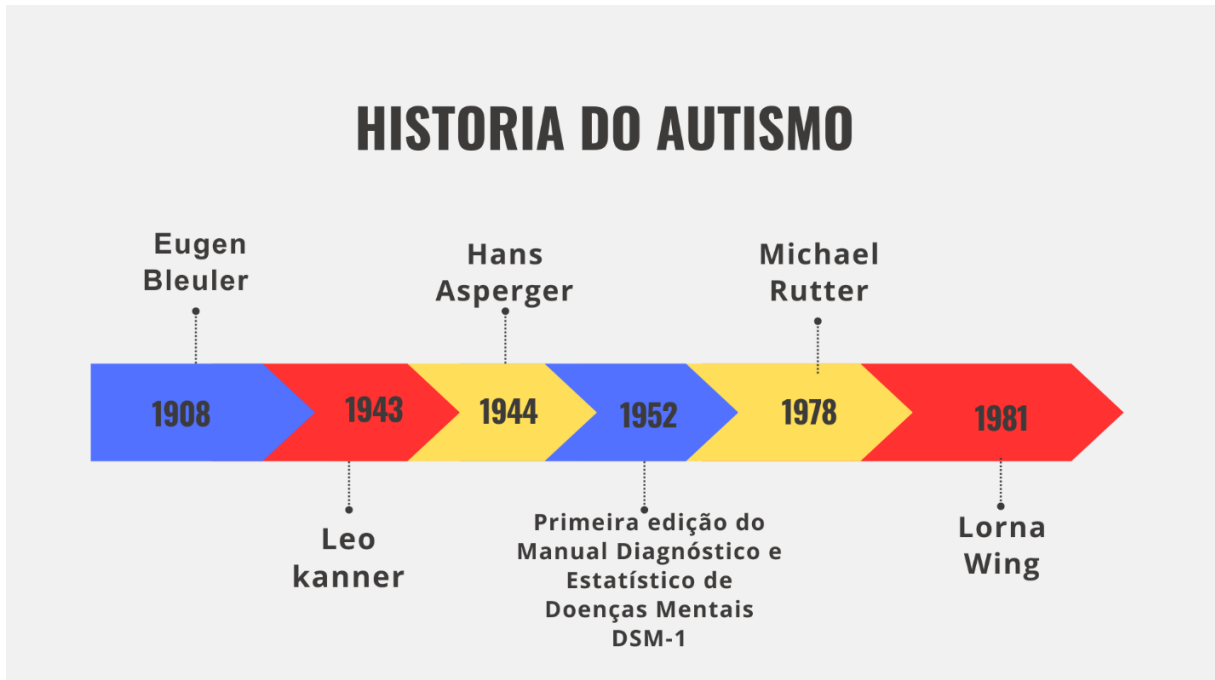 HISTORIA DO AUTISMO
Eugen
Bleuler
Hans
Asperger
Michael
Rutter
1908
1943
1944
1952
1978
1981
Leo
kanner
Primeira edição do
Manual Diagnóstico e
Estatístico de
Doenças Mentais
DSM-1
Lorna
Wing